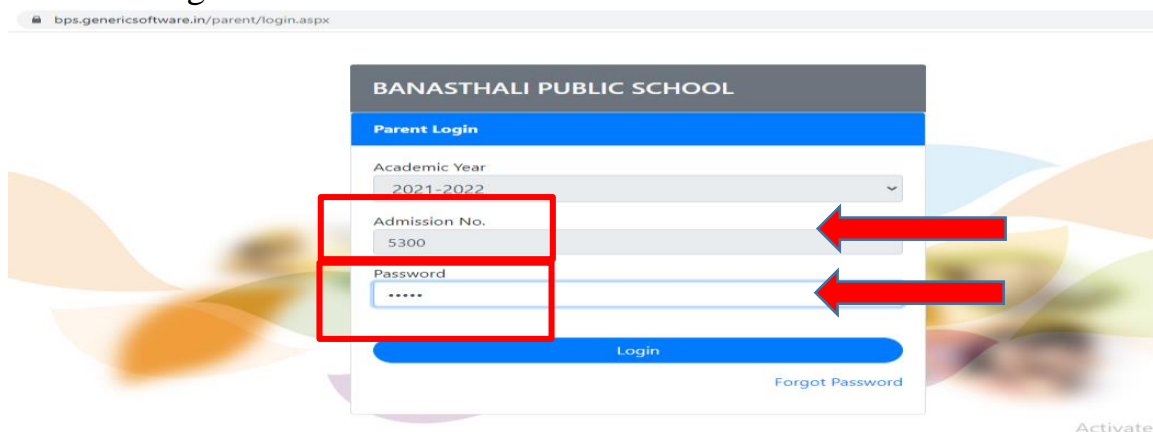 bps.genericsoftware.in/parent/login.aspx
BANASTHALI PUBLIC SCHOOL
Parent Login
Academic Year
2021-2022
Admission No.
5300
Password
•••••
Login
Forgot Password
Activate